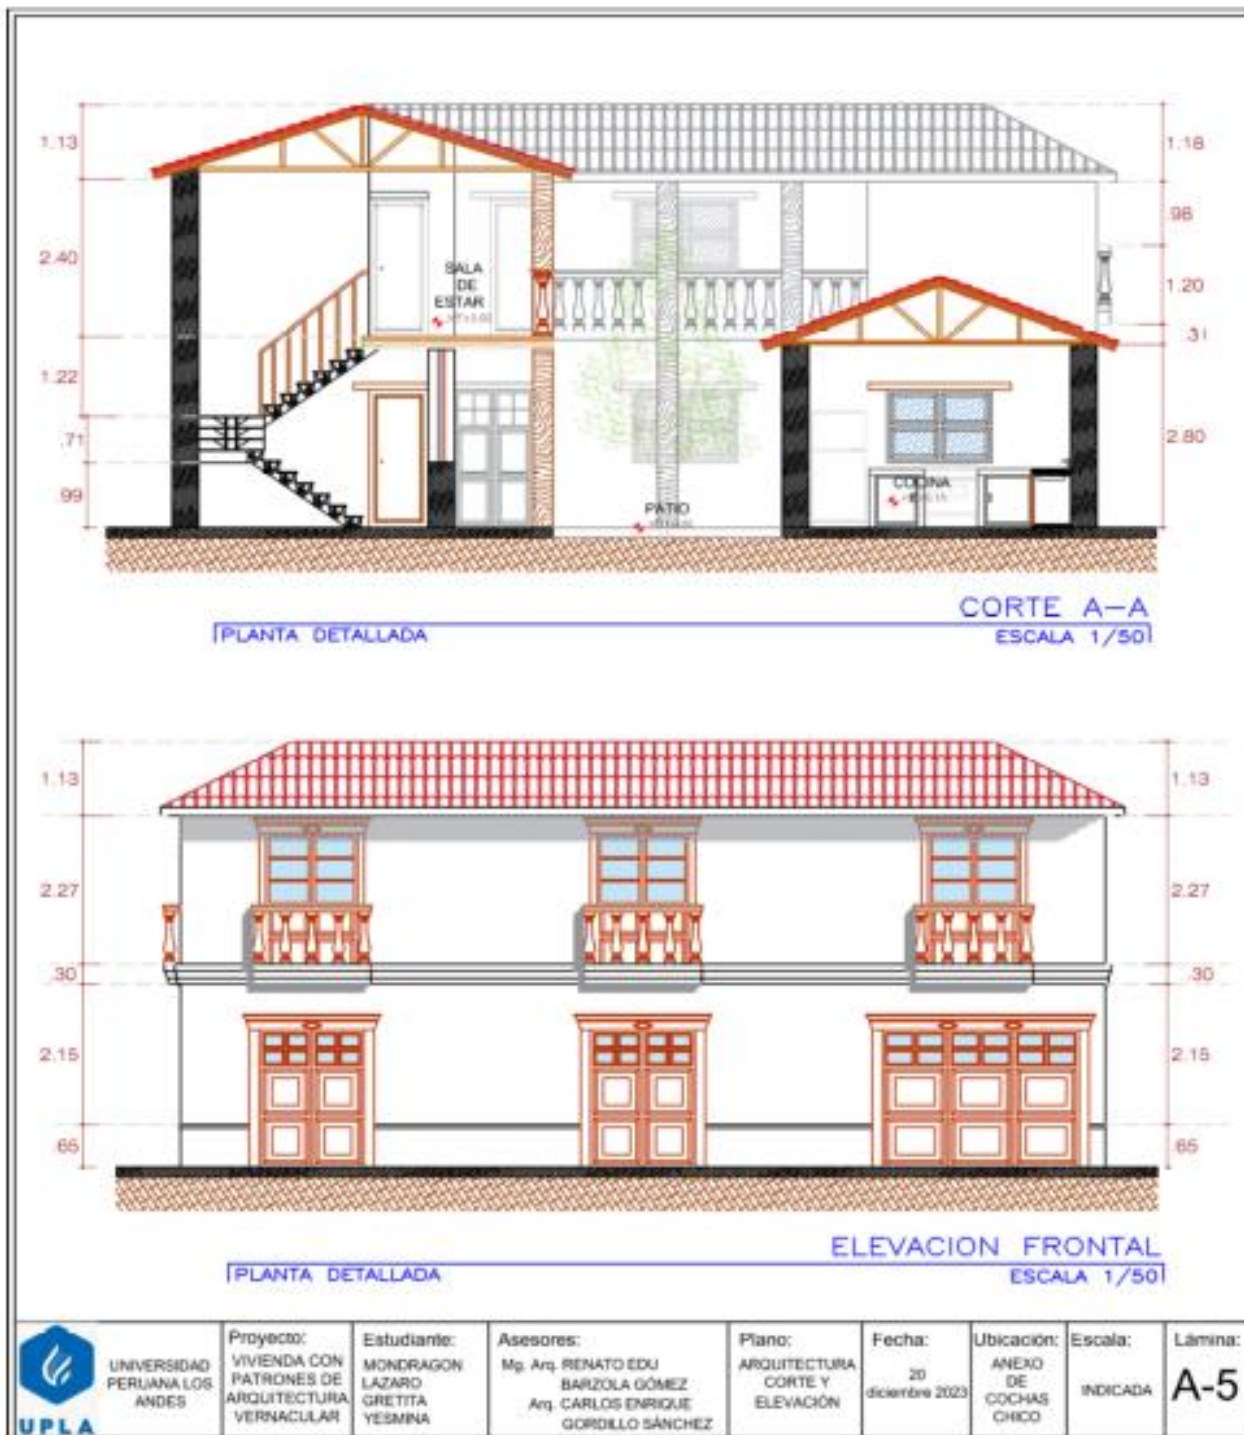 1.13
2.40
1.22
.71
99
1.18
.98
1.20
.31
2.80
SALA
DE
ESTAR
PATIO
COCINA
CORTE A-A
PLANTA DETALLADA
ESCALA 1/50
1.13
2.27
.30
2.15
.65
1.13
2.27
.30
2.15
.65
ELEVACION FRONTAL
PLANTA DETALLADA
ESCALA 1/50
UPLA
UNIVERSIDAD
PERUANA LOS
ANDES
Proyecto:
VIVIENDA CON
PATRONES DE
ARQUITECTURA
VERNACULAR
Estudiante:
MONDRAGON
LAZARO
GRETITA
YESMINA
Asesores:
Mg. Arq. RENATO EDU
BARZOLA GÓMEZ
Arq. CARLOS ENRIQUE
GORDILLO SÁNCHEZ
Plano:
ARQUITECTURA
CORTE Y
ELEVACIÓN
Fecha:
20
diciembre 2023
Ubicación:
ANEXO
DE
COCHAS
CHICO
Escala:
INDICADA
Lámina:
A-5